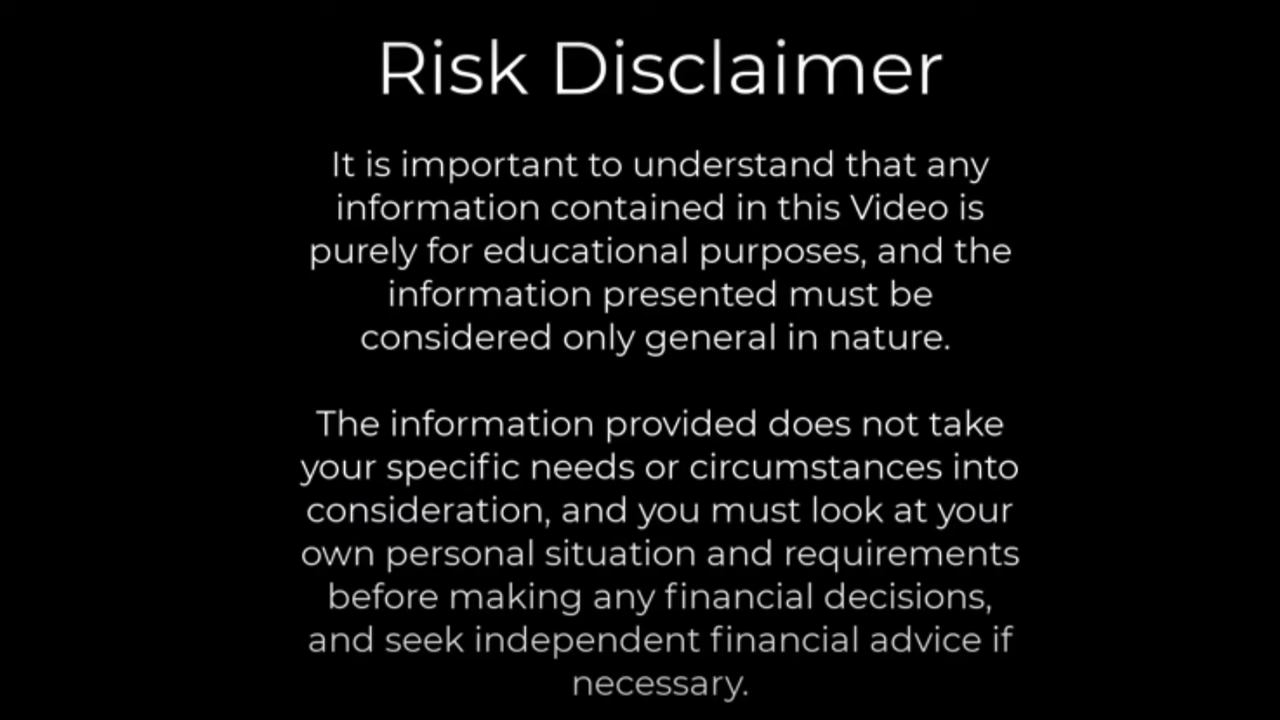 Risk Disclaimer
It is important to understand that any
information contained in this Video is
purely for educational purposes, and the
information presented must be
considered only general in nature.
The information provided does not take
your specific needs or circumstances into
consideration, and you must look at your
own personal situation and requirements
before making any financial decisions,
and seek independent financial advice if
necessary.